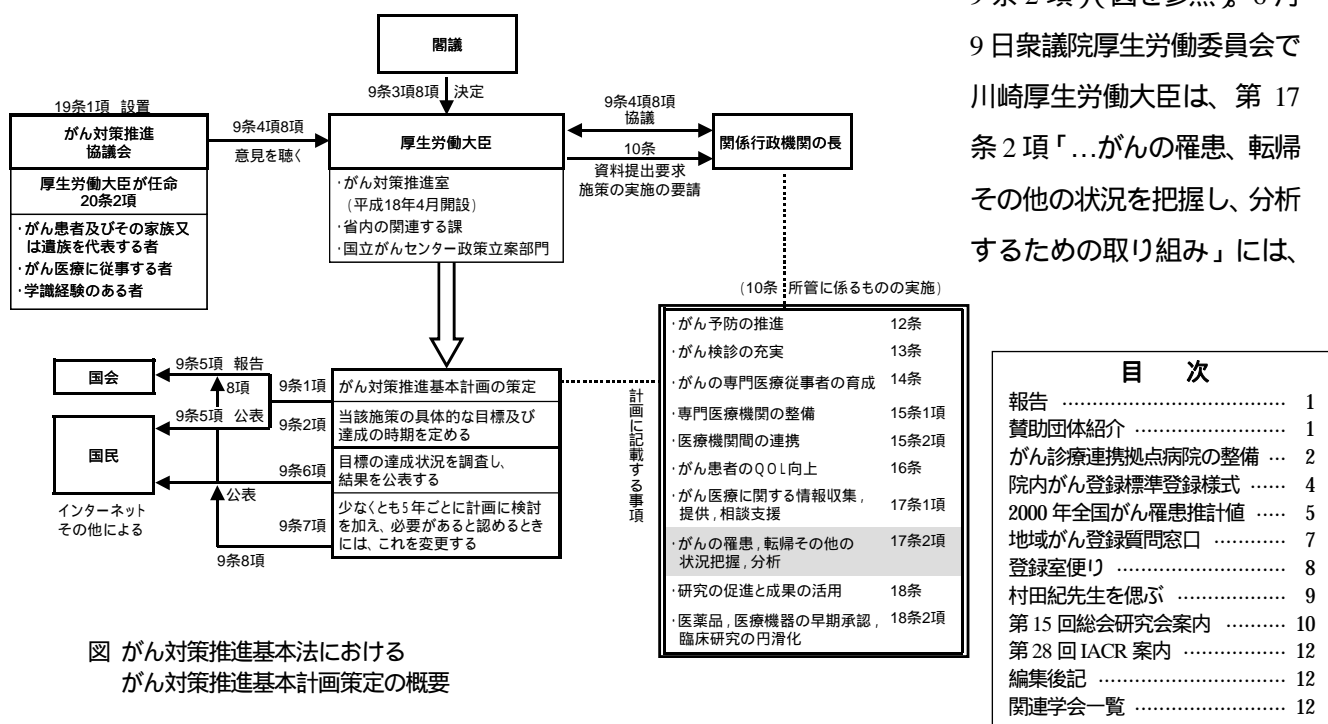 閣議
9条3項8項 決定
19条1項 設置
がん対策推進
協議会
厚生労働大臣が任命
20条2項
・がん患者及びその家族又
は遺族を代表する者
・がん医療に従事する者
・学識経験のある者
9条4項8項
意見を聴く
厚生労働大臣
・がん対策推進室
(平成18年4月開設)
・省内の関連する課
・国立がんセンター政策立案部門
9条4項8項
協議
10条
資料提出要求
施策の実施の要請
関係行政機関の長
(10条 所管に係るものの実施)
国会
9条5項 報告
8項
9条5項 公表
国民
インターネット
その他による
公表
9条8項
9条1項 がん対策推進基本計画の策定
9条2項 当該施策の具体的な目標及び
達成の時期を定める
9条6項 目標の達成状況を調査し、
結果を公表する
9条7項 少なくとも5年ごとに計画に検討
を加え、必要があると認めるとき
には、これを変更する
計画に記載する事項
・がん予防の推進 12条
・がん検診の充実 13条
・がんの専門医療従事者の育成 14条
・専門医療機関の整備 15条1項
・医療機関間の連携 15条2項
・がん患者のQOL向上 16条
・がん医療に関する情報収集,
提供,相談支援 17条1項
・がんの罹患,転帰その他の
状況把握,分析 17条2項
・研究の促進と成果の活用 18条
・医薬品,医療機器の早期承認,
臨床研究の円滑化 18条2項
図 がん対策推進基本法における
がん対策推進基本計画策定の概要
9日衆議院厚生労働委員会で
川崎厚生労働大臣は、第 17
条2項「…がんの罹患、転帰
その他の状況を把握し、分析
するための取り組み」には、
目 次
報告 …………………………… 1
賛助団体紹介 …………………… 1
がん診療連携拠点病院の整備 … 2
院内がん登録標準登録様式 …… 4
2000年全国がん罹患推計値 …… 5
地域がん登録質問窓口 ………… 7
登録室便り ……………………… 8
村田紀先生を偲ぶ ……………… 9
第15回総会研究会案内 ………… 10
第28回IACR案内 ……………… 12
編集後記 ………………………… 12
関連学会一覧 …………………… 12